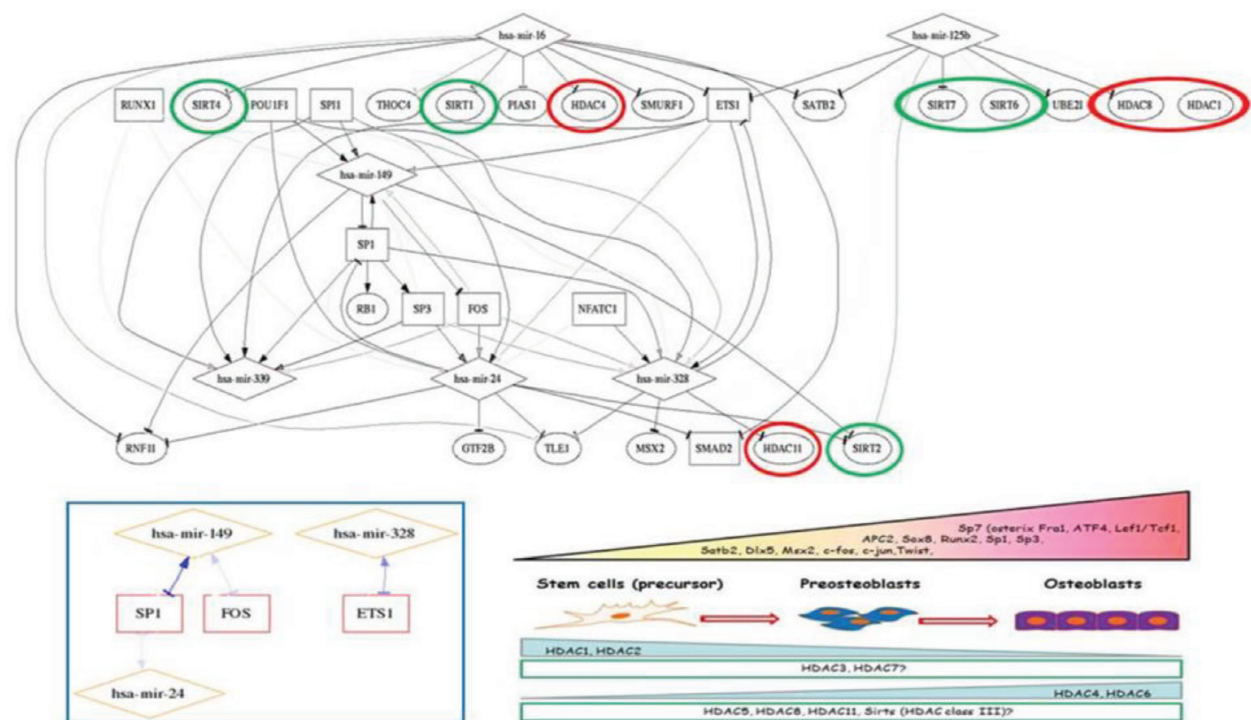 hsa-mir-16
hsa-mir-125b
RUNX1
SIRT4
POU1F1
SPI1
THOC4
SIRT1
PIAS1
HDAC4
SMURF1
ETS1
SATB2
SIRT7
SIRT6
UBE2I
HDAC8
HDAC1
hsa-mir-149
SP1
RB1
SP3
FOS
NFATC1
hsa-mir-339
hsa-mir-24
hsa-mir-328
RNF11
GTF2B
TLE1
MSX2
SMAD2
HDAC11
SIRT2
hsa-mir-149
hsa-mir-328
SP1
FOS
ETS1
hsa-mir-24
Sp7 (osterix Fra1, ATF4, Lef1/Tcf1,
APC2, Sox8, Runx2, Sp1, Sp3,
Satb2, Dlx5, Msx2, c-fos, c-jun,Twist,
Stem cells (precursor)
Preosteoblasts
Osteoblasts
HDAC1, HDAC2
HDAC3, HDAC7?
HDAC4, HDAC6
HDAC5, HDAC8, HDAC11, Sirts (HDAC class III)?